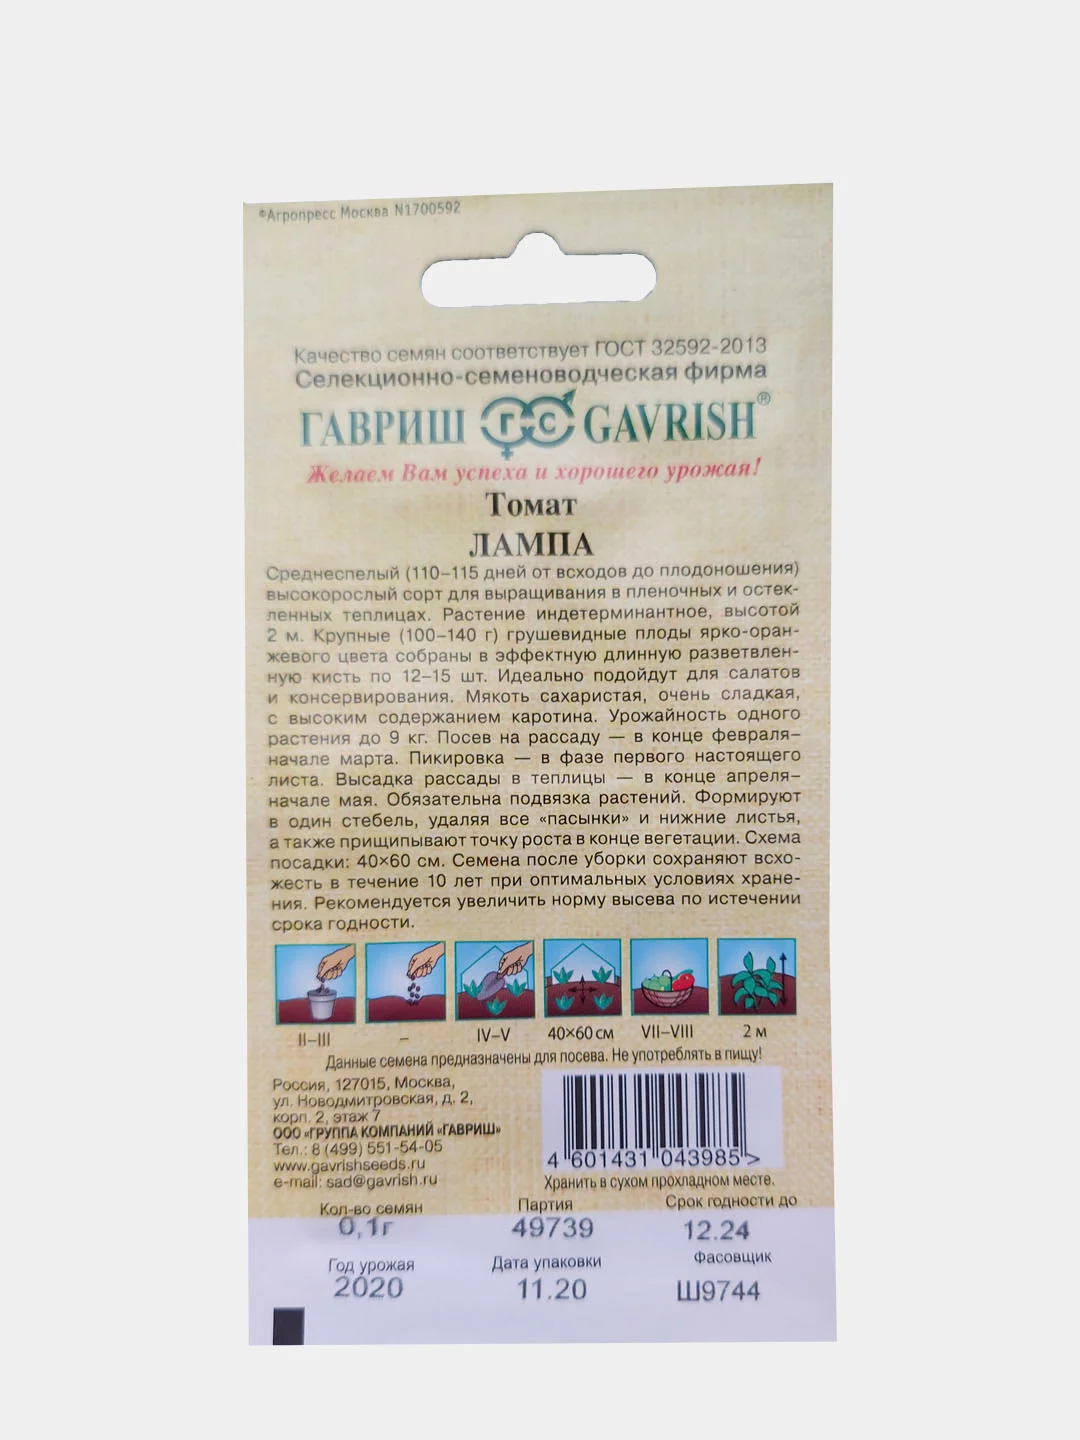 ®Агропресс Москва N1700592
Качество семян соответствует ГОСТ 32592-2013
Селекционно-семеноводческая фирма
ГАВРИШ ГС GAVRISH®
Желаем Вам успеха и хорошего урожая!
Томат
ЛАМПА
Среднеспелый (110–115 дней от всходов до плодоношения)
высокорослый сорт для выращивания в пленочных и остек-
ленных теплицах. Растение индетерминантное, высотой
2 м. Крупные (100–140 г) грушевидные плоды ярко-оран-
жевого цвета собраны в эффектную длинную разветвлен-
ную кисть по 12–15 шт. Идеально подойдут для салатов
и консервирования. Мякоть сахаристая, очень сладкая,
с высоким содержанием каротина. Урожайность одного
растения до 9 кг. Посев на рассаду — в конце февраля–
начале марта. Пикировка — в фазе первого настоящего
листа. Высадка рассады в теплицы — в конце апреля–
начале мая. Обязательна подвязка растений. Формируют
в один стебель, удаляя все «пасынки» и нижние листья,
а также прищипывают точку роста в конце вегетации. Схема
посадки: 40×60 см. Семена после уборки сохраняют всхо-
жесть в течение 10 лет при оптимальных условиях хране-
ния. Рекомендуется увеличить норму высева по истечении
срока годности.
II–III – IV–V 40×60 см VII–VIII 2 м
Данные семена предназначены для посева. Не употреблять в пищу!
Россия, 127015, Москва,
ул. Новодмитровская, д. 2,
корп. 2, этаж 7
ООО «ГРУППА КОМПАНИЙ «ГАВРИШ»
Тел.: 8 (499) 551-54-05
www.gavrishseeds.ru
e-mail: sad@gavrish.ru
4 601431 043985 >
Хранить в сухом прохладном месте.
Кол-во семян Партия Срок годности до
0,1г 49739 12.24
Год урожая Дата упаковки Фасовщик
2020 11.20 Ш9744